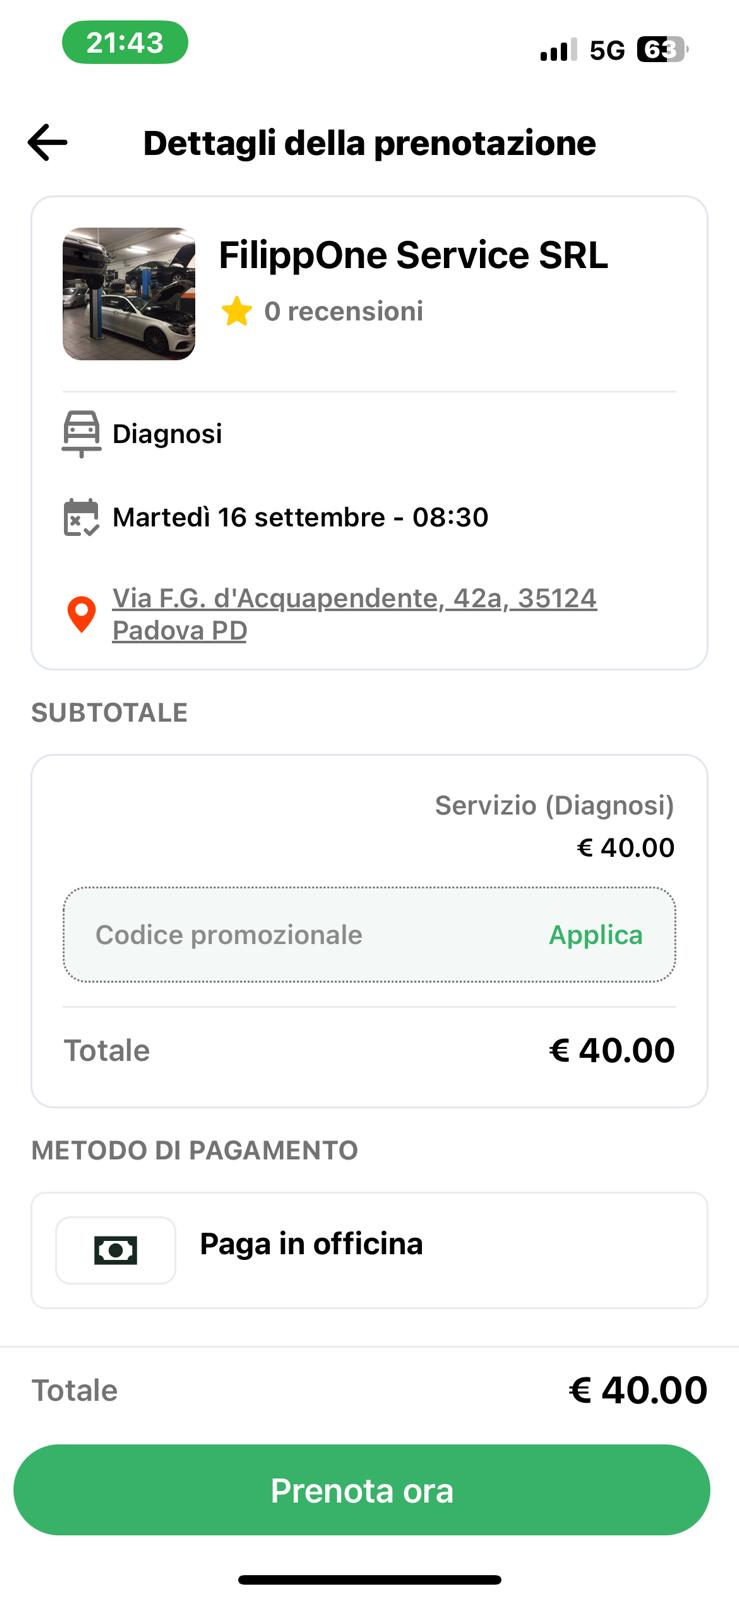 21:43
5G
63
Dettagli della prenotazione
FilippOne Service SRL
0 recensioni
Diagnosi
Martedì 16 settembre - 08:30
Via F.G. d'Acquapendente, 42a, 35124
Padova PD
SUBTOTALE
Servizio (Diagnosi)
€ 40.00
Codice promozionale
Applica
Totale
€ 40.00
METODO DI PAGAMENTO
Paga in officina
Totale
€ 40.00
Prenota ora